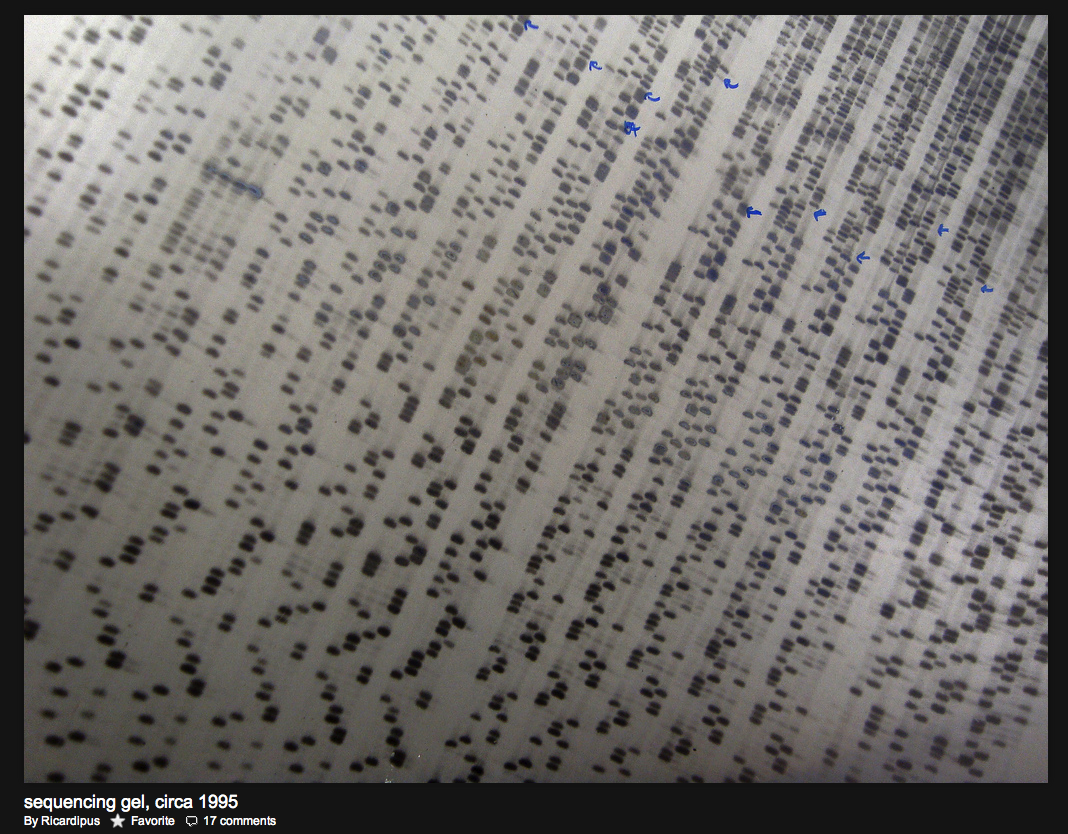 sequencing gel, circa 1995
By Ricardipus Favorite 17 comments